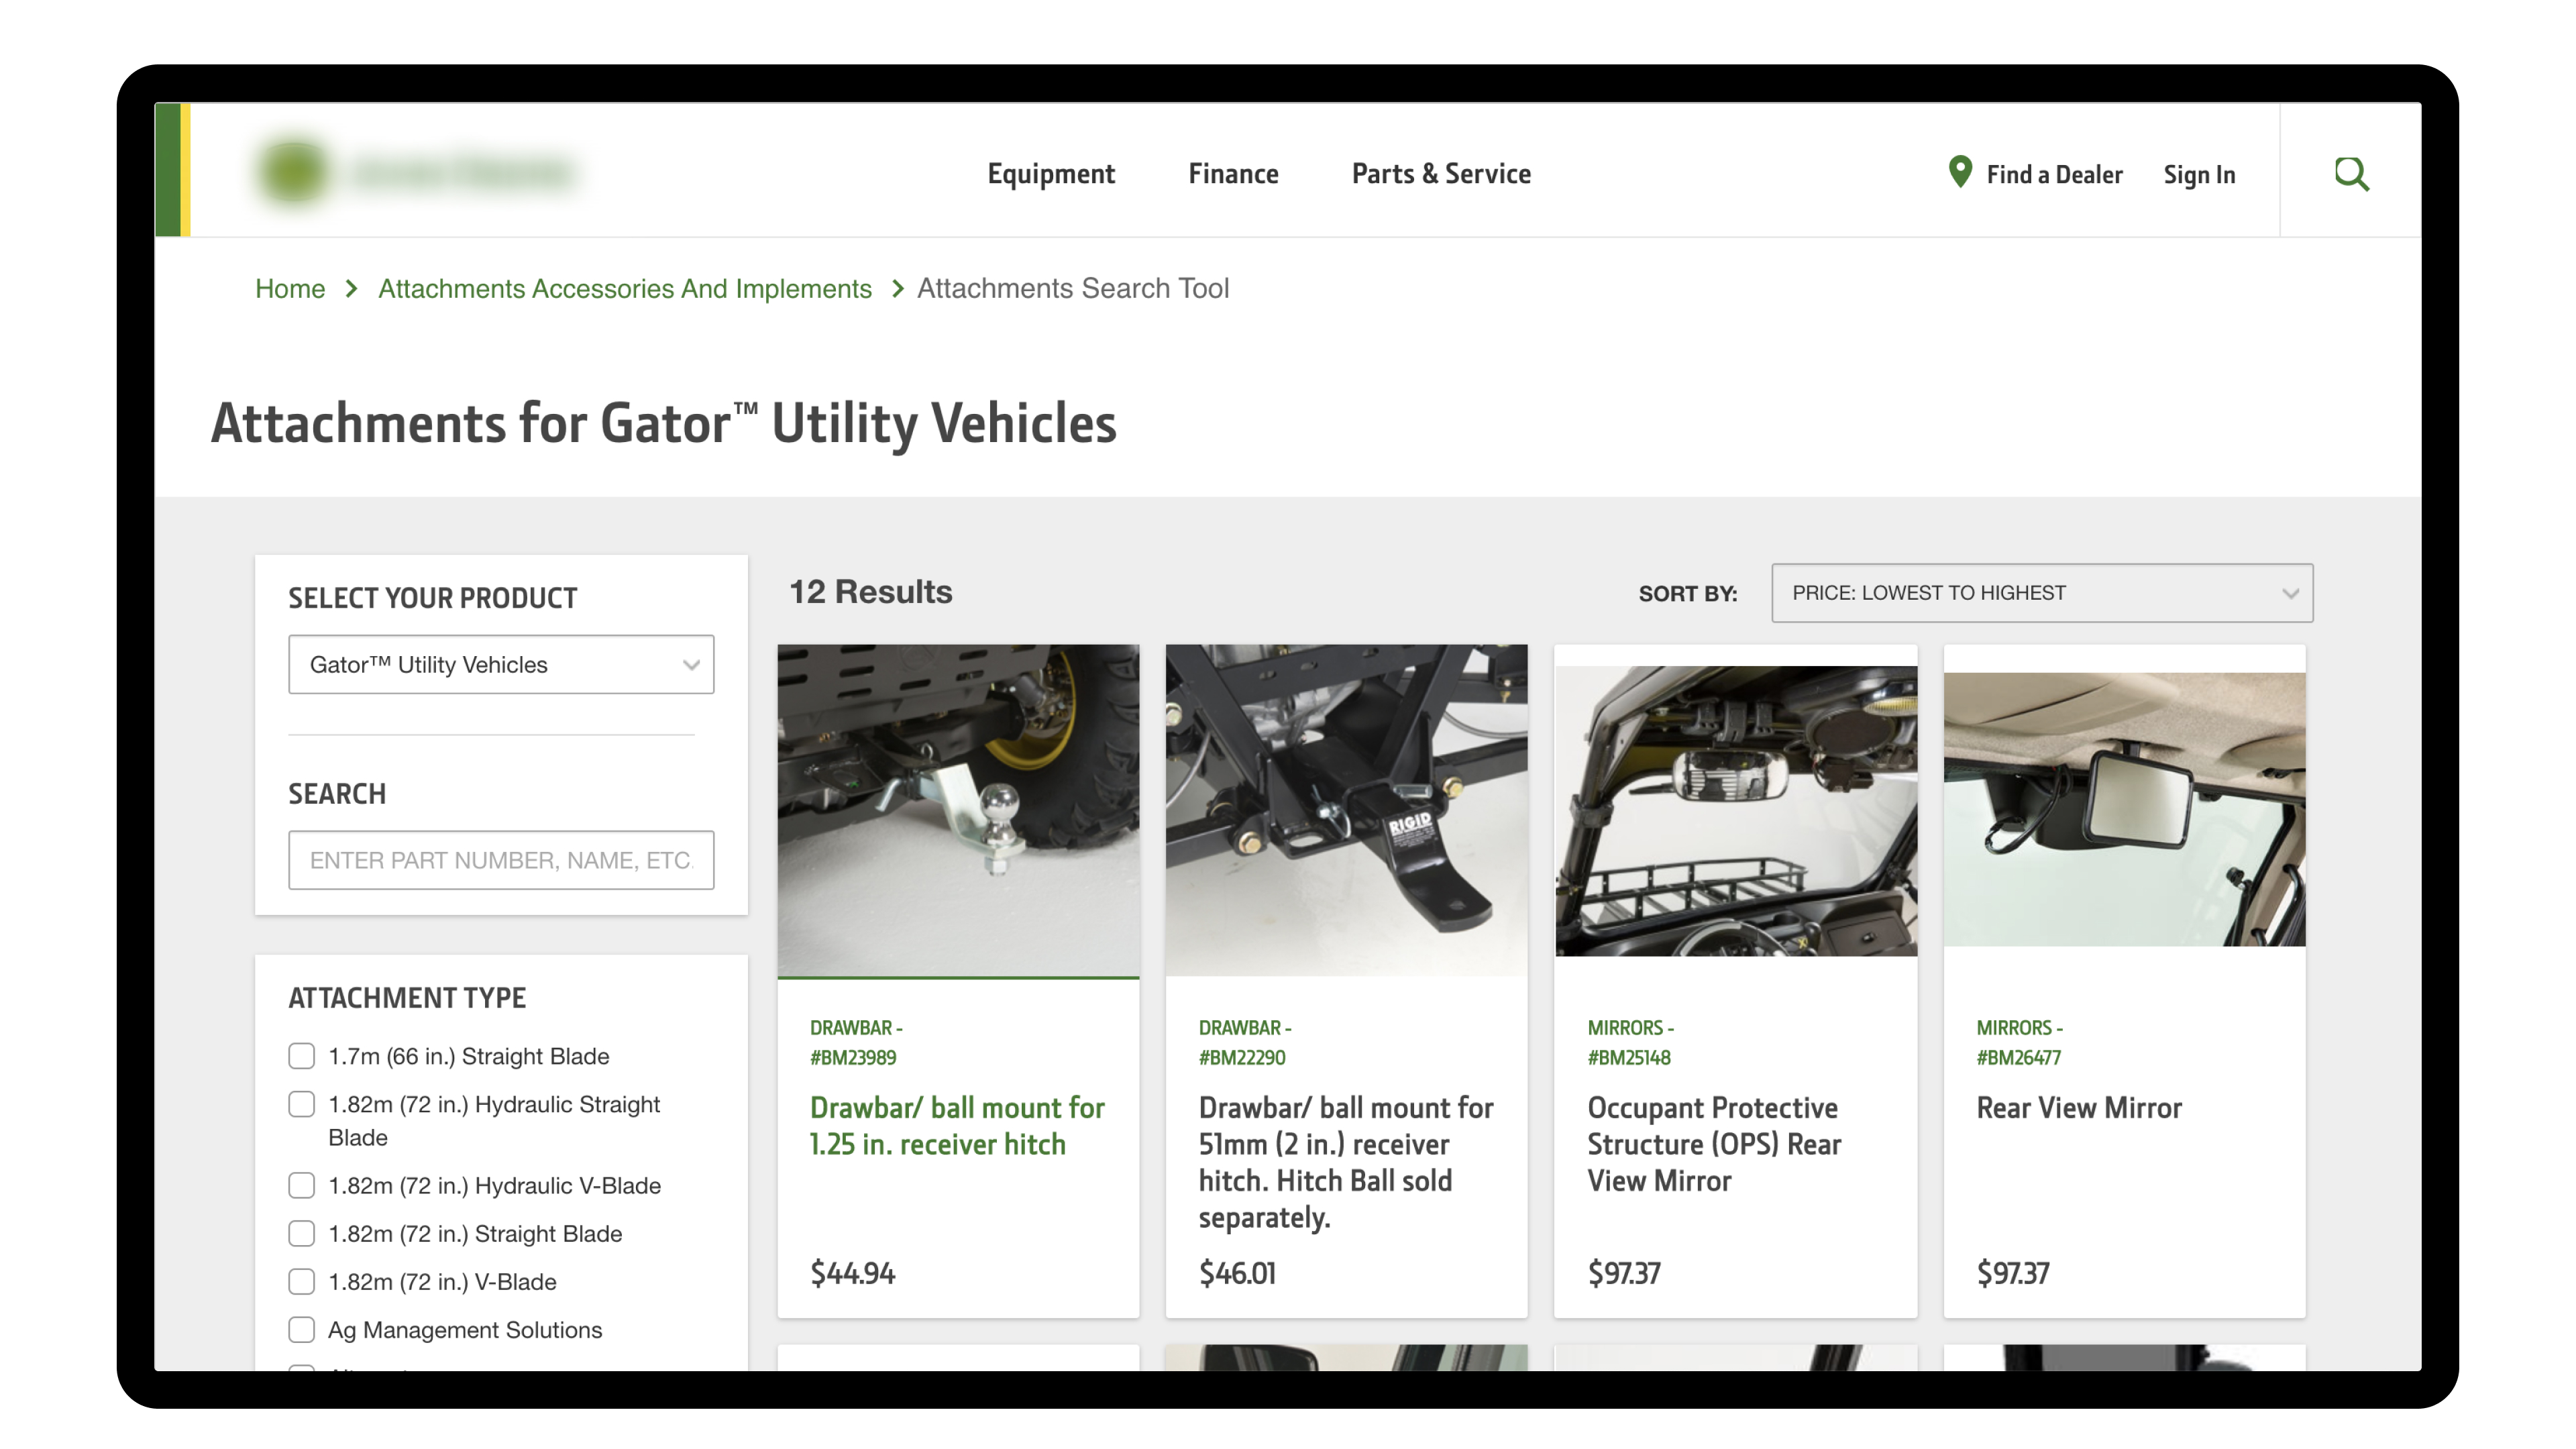 Equipment
Finance
Parts & Service
Find a Dealer
Sign In
Home
Attachments Accessories And Implements
Attachments Search Tool
Attachments for Gator™ Utility Vehicles
SELECT YOUR PRODUCT
Gator™ Utility Vehicles
SEARCH
ENTER PART NUMBER, NAME, ETC.
ATTACHMENT TYPE
1.7m (66 in.) Straight Blade
1.82m (72 in.) Hydraulic Straight
Blade
1.82m (72 in.) Hydraulic V-Blade
1.82m (72 in.) Straight Blade
1.82m (72 in.) V-Blade
Ag Management Solutions
12 Results
SORT BY:
PRICE: LOWEST TO HIGHEST
DRAWBAR -
#BM23989
Drawbar/ ball mount for
1.25 in. receiver hitch
$44.94
RIGID
DRAWBAR -
#BM22290
Drawbar/ ball mount for
51mm (2 in.) receiver
hitch. Hitch Ball sold
separately.
$46.01
MIRRORS -
#BM25148
Occupant Protective
Structure (OPS) Rear
View Mirror
$97.37
MIRRORS -
#BM26477
Rear View Mirror
$97.37